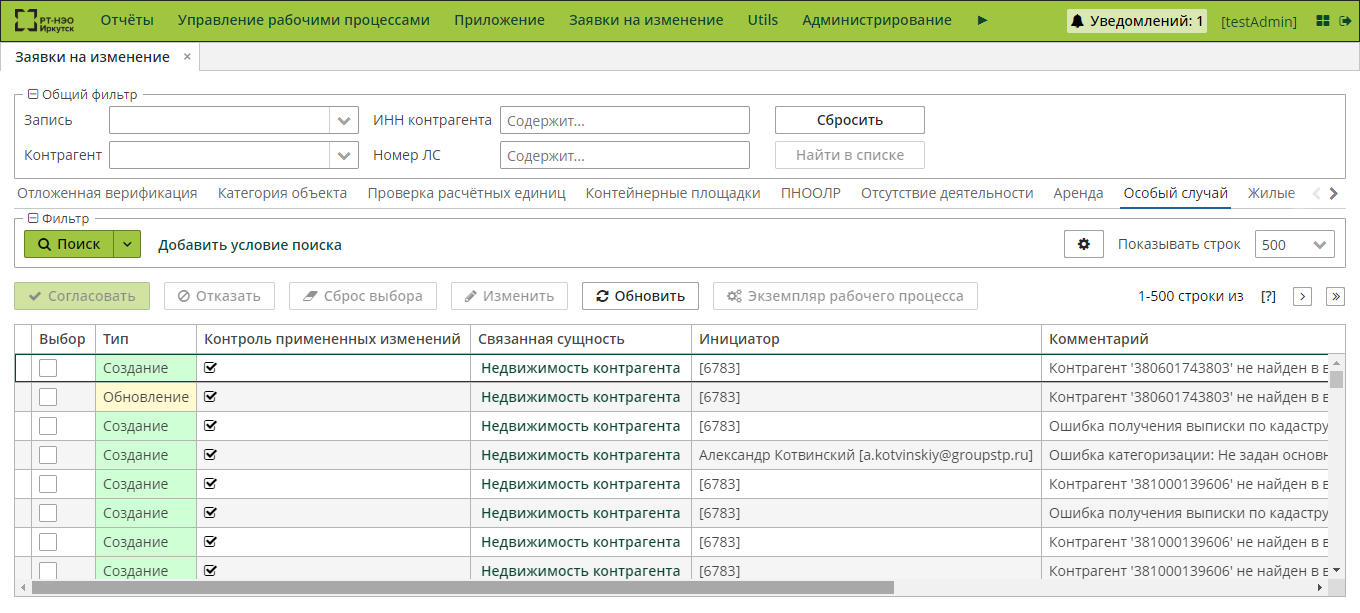 РТ-НЭО Иркутск Отчёты Управление рабочими процессами Приложение Заявки на изменение Utils Администрирование Уведомлений: 1 [testAdmin]
Заявки на изменение ×
Общий фильтр
Запись ИНН контрагента Содержит... Сбросить
Контрагент Номер ЛС Содержит... Найти в списке
Отложенная верификация Категория объекта Проверка расчётных единиц Контейнерные площадки ПНООЛР Отсутствие деятельности Аренда Особый случай Жилые
Фильтр
Поиск Добавить условие поиска Показывать строк 500
Согласовать Отказать Сброс выбора Изменить Обновить Экземпляр рабочего процесса 1-500 строки из [?]
Выбор Тип Контроль примененных изменений Связанная сущность Инициатор Комментарий
Создание Недвижимость контрагента [6783] Контрагент '380601743803' не найден в в
Обновление Недвижимость контрагента [6783] Контрагент '380601743803' не найден в в
Создание Недвижимость контрагента [6783] Ошибка получения выписки по кадастру
Создание Недвижимость контрагента Александр Котвинский [a.kotvinskiy@groupstp.ru] Ошибка категоризации: Не задан основн
Создание Недвижимость контрагента [6783] Контрагент '381000139606' не найден в в
Создание Недвижимость контрагента [6783] Ошибка получения выписки по кадастру
Создание Недвижимость контрагента [6783] Контрагент '381000139606' не найден в в
Создание Недвижимость контрагента [6783] Контрагент '381000139606' не найден в в